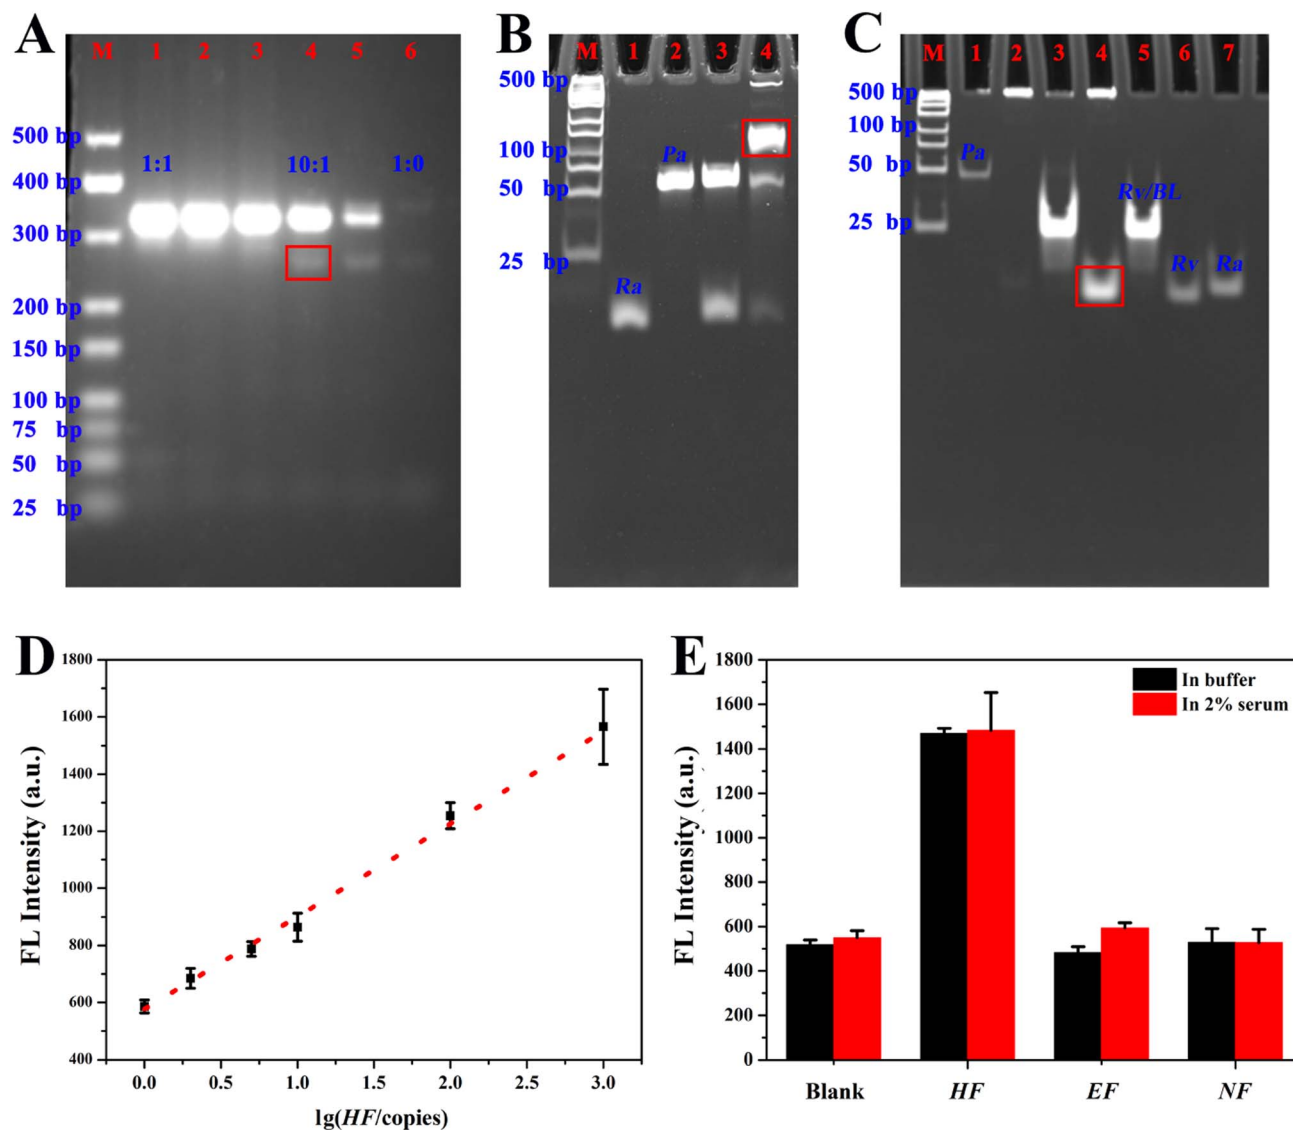 A
M 1 2 3 4 5 6
500 bp
400 bp
300 bp
200 bp
150 bp
100 bp
75 bp
50 bp
25 bp
1:1 10:1 1:0
B
M 1 2 3 4
500 bp
100 bp
50 bp
25 bp
Pa
Ra
C
M 1 2 3 4 5 6 7
500 bp
100 bp
50 bp
25 bp
Pa
Rv/BL
Rv Ra
D
FL Intensity (a.u.)
1800
1600
1400
1200
1000
800
600
400
0.0 0.5 1.0 1.5 2.0 2.5 3.0
lg(HF/copies)
E
FL Intensity (a.u.)
1800
1600
1400
1200
1000
800
600
400
200
0
In buffer
In 2% serum
Blank HF EF NF